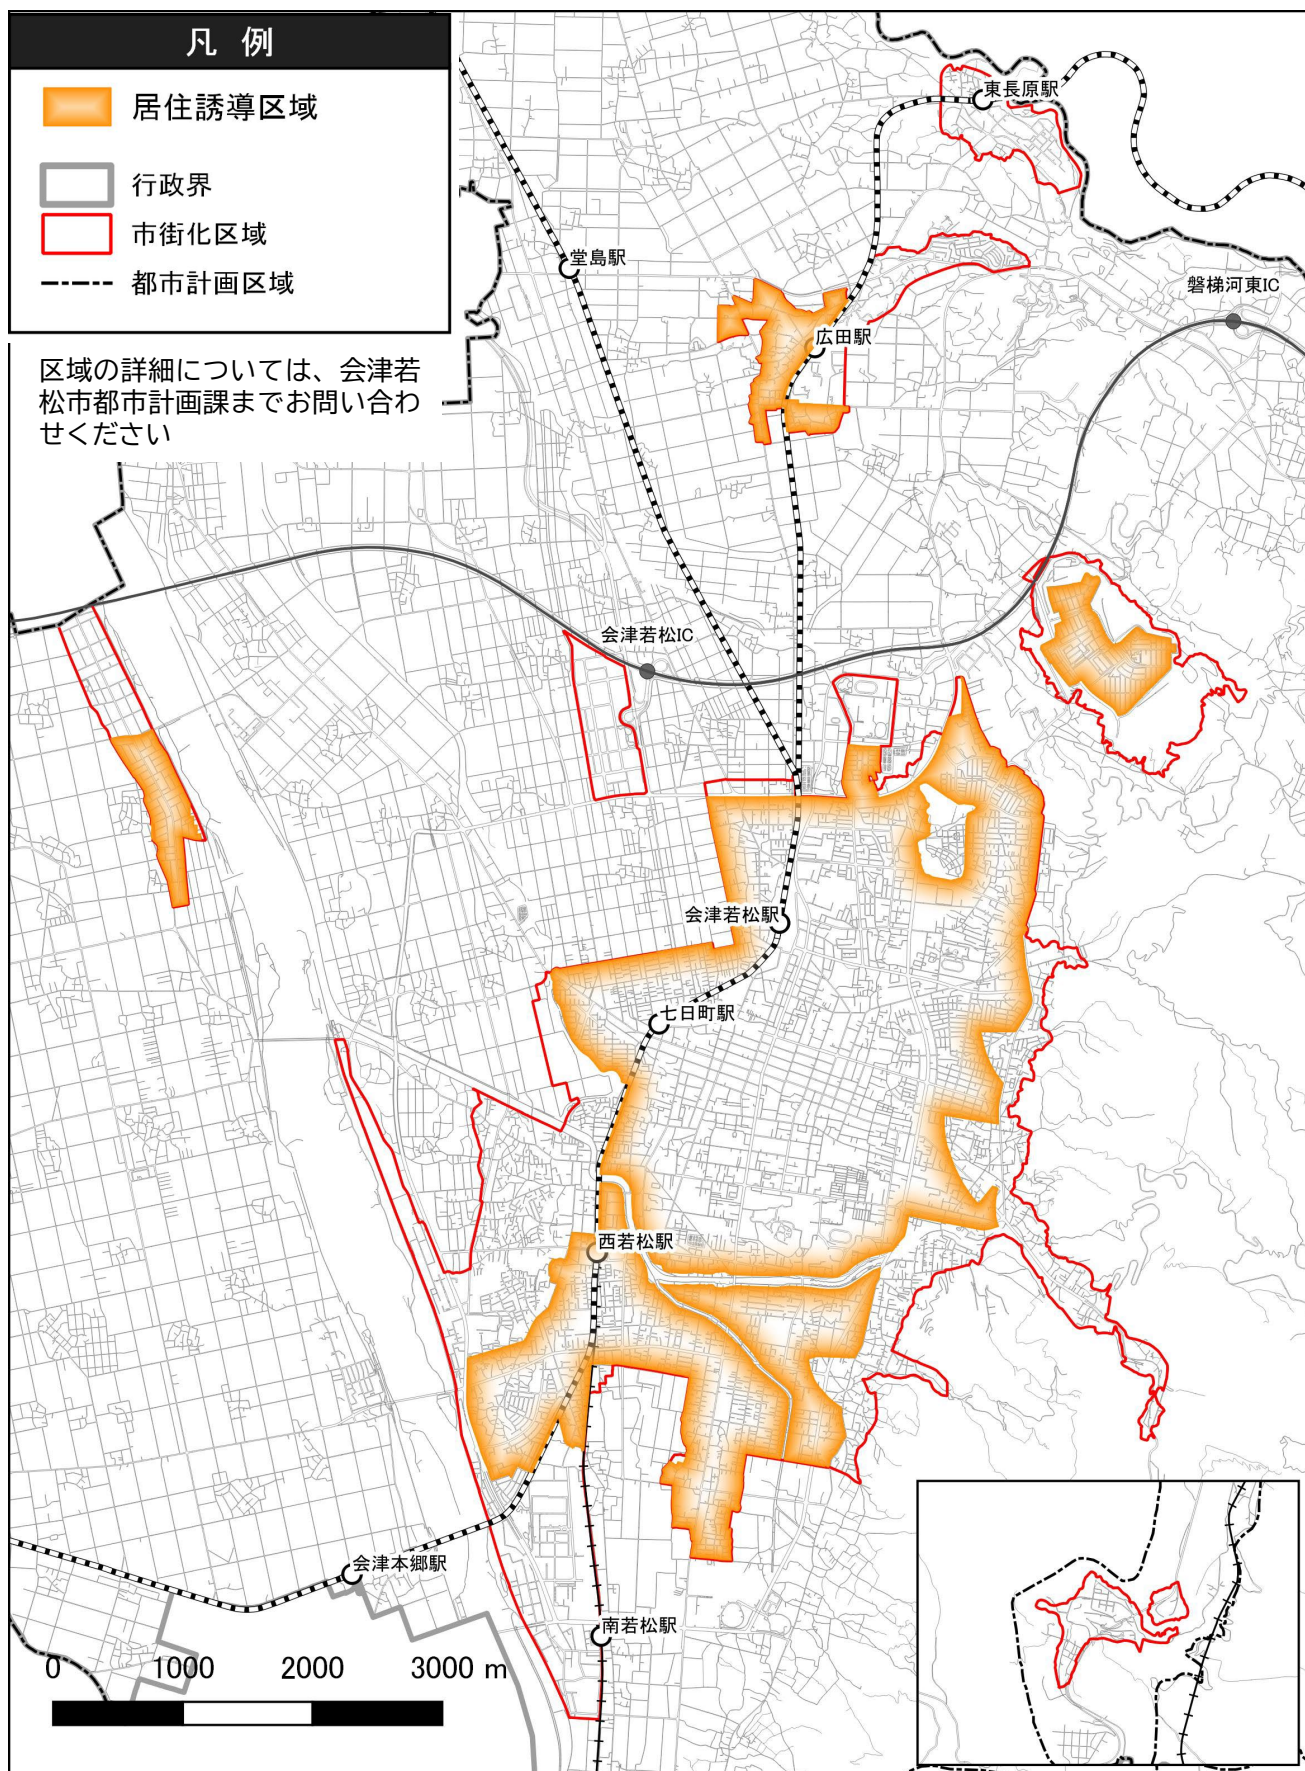 凡 例
居住誘導区域
行政界
市街化区域
都市計画区域
区域の詳細については、会津若
松市都市計画課までお問い合わ
せください
東長原駅
堂島駅
磐梯河東IC
広田駅
会津若松IC
会津若松駅
七日町駅
西若松駅
会津本郷駅
南若松駅
0 1000 2000 3000 m